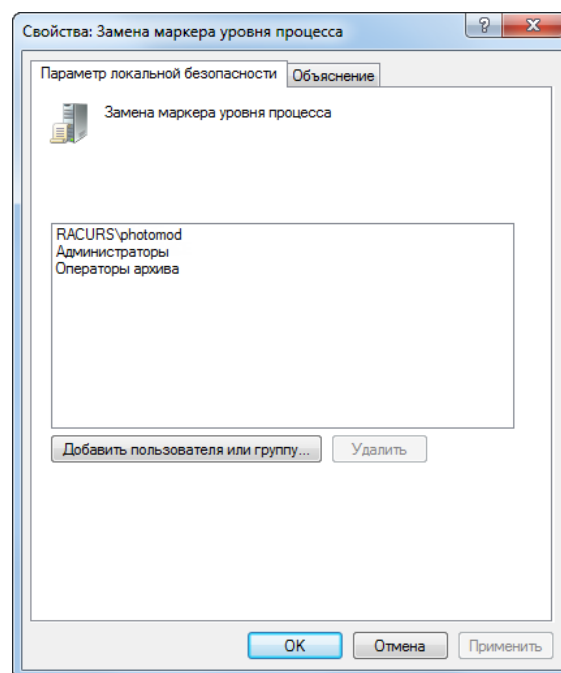 Свойства: Замена маркера уровня процесса
Параметр локальной безопасности
Объяснение
Замена маркера уровня процесса
RACURS\photomod
Администраторы
Операторы архива
Добавить пользователя или группу...
Удалить
OK
Отмена
Применить